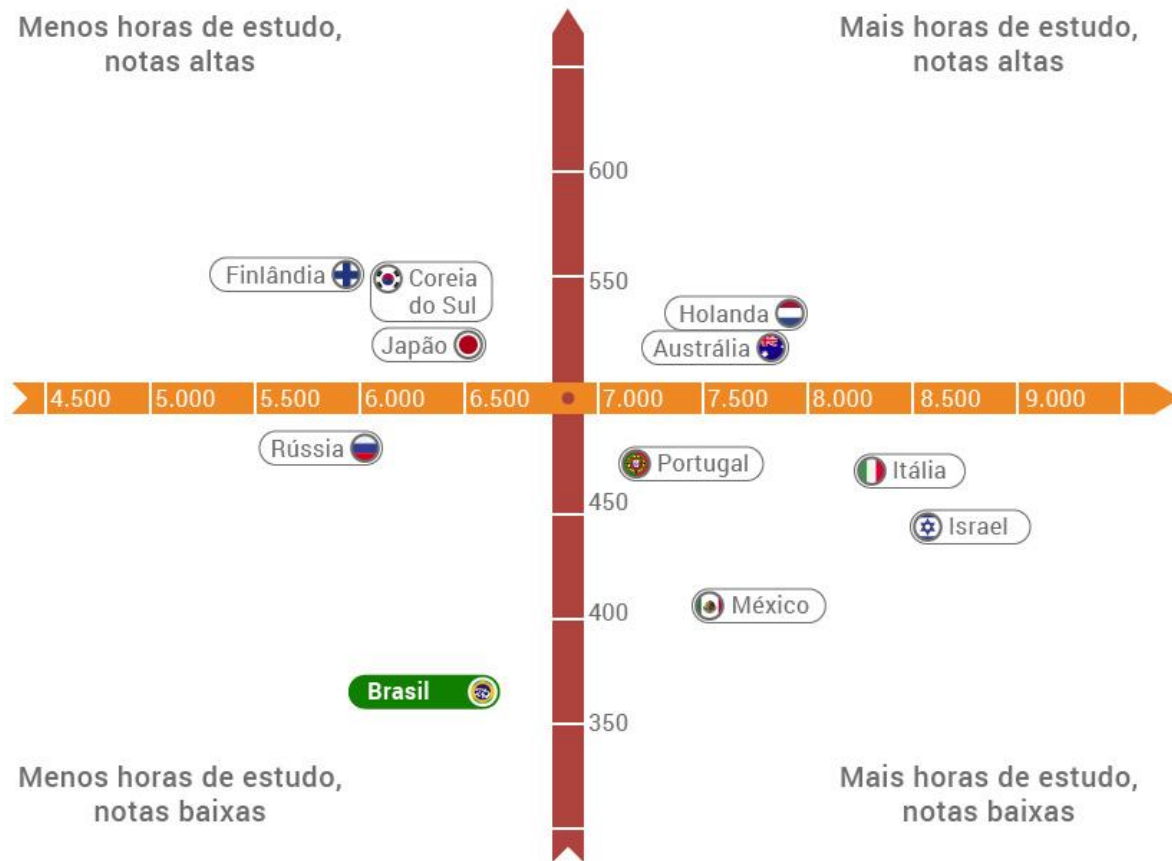 Menos horas de estudo,
notas altas
Mais horas de estudo,
notas altas
600
550
Finlândia
Coreia
do Sul
Holanda
Japão
Austrália
4.500 5.000 5.500 6.000 6.500 7.000 7.500 8.000 8.500 9.000
Rússia
Portugal
Itália
450
Israel
México
400
Brasil
350
Menos horas de estudo,
notas baixas
Mais horas de estudo,
notas baixas